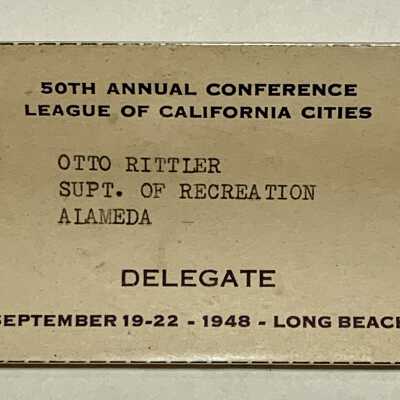 50TH ANNUAL CONFERENCE
LEAGUE OF CALIFORNIA CITIES
OTTO RITTLER
SUPT. OF RECREATION
ALAMEDA
DELEGATE
SEPTEMBER 19-22 - 1948 - LONG BEACH